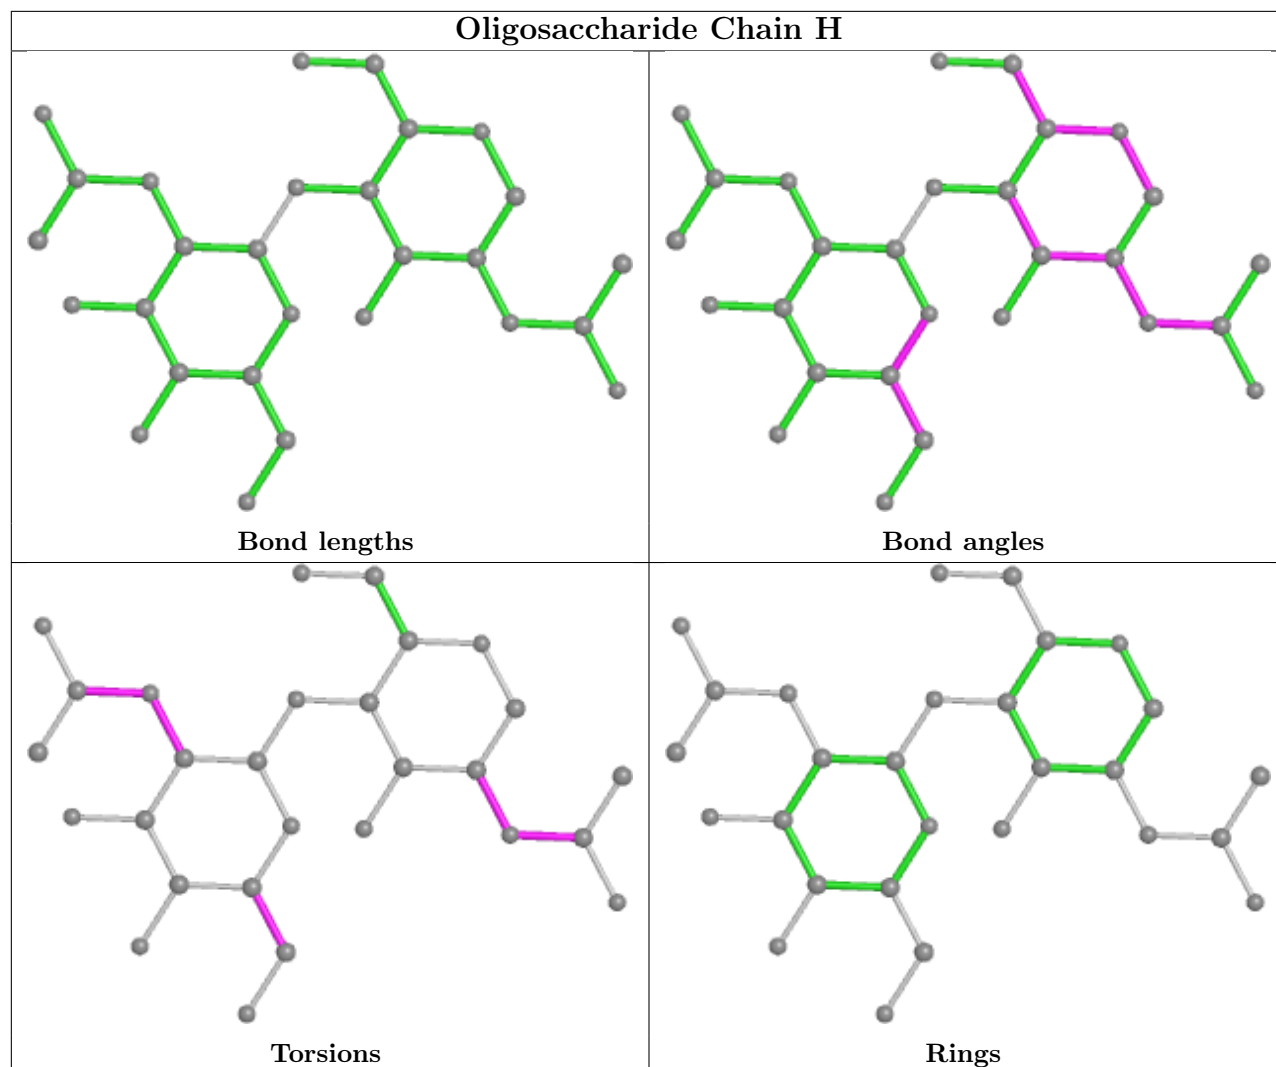 Oligosaccharide Chain H
Bond lengths
Bond angles
Torsions
Rings